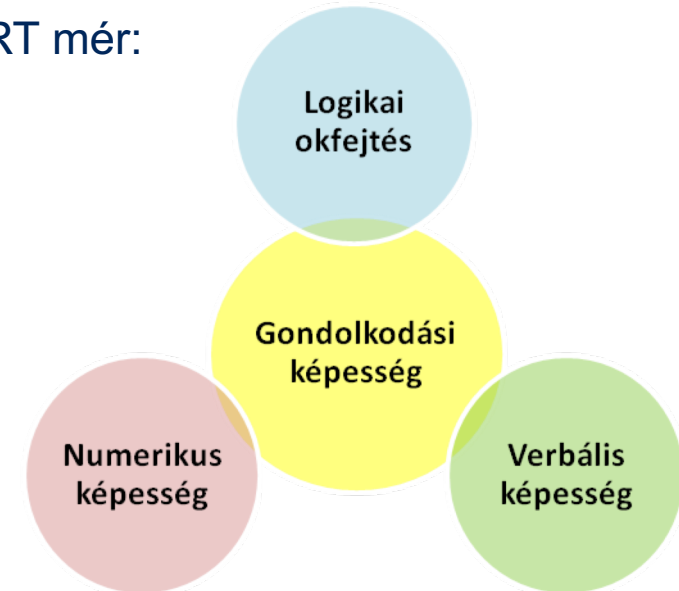 RT mér:
Logikai
okfejtés
Gondolkodási
képesség
Numerikus
képesség
Verbális
képesség